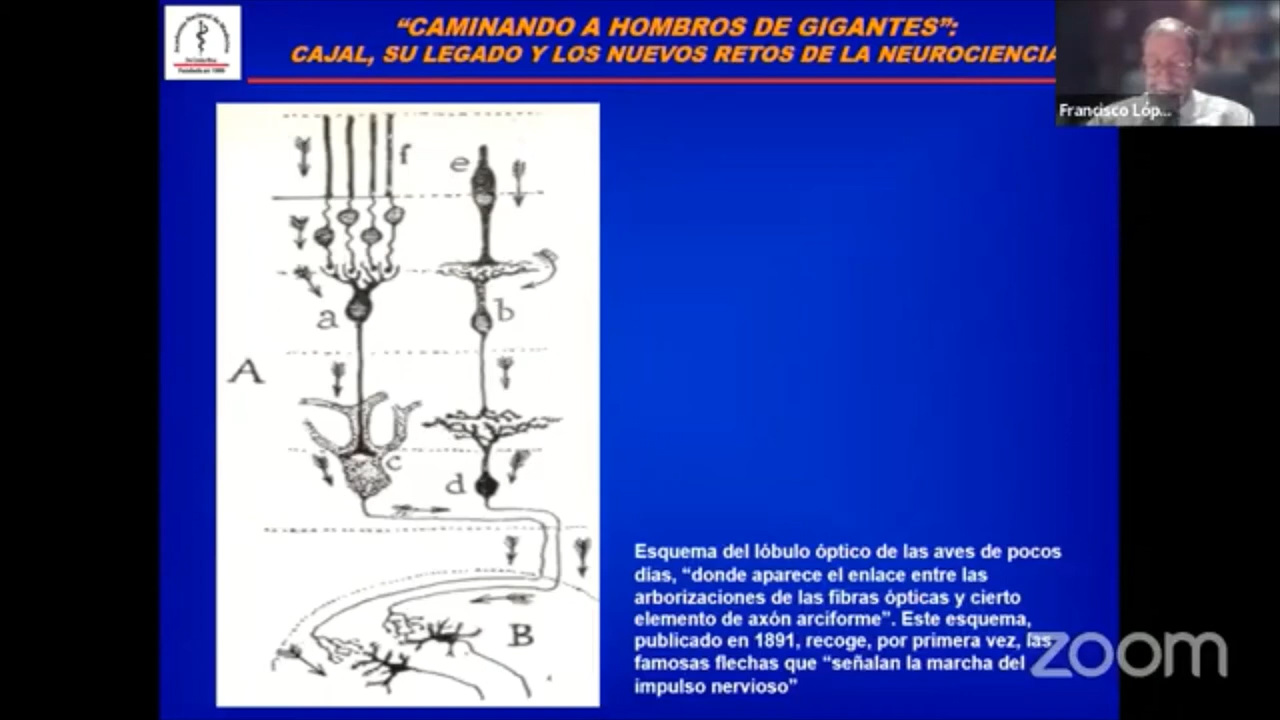 “CAMINANDO A HOMBROS DE GIGANTES”:
CAJAL, SU LEGADO Y LOS NUEVOS RETOS DE LA NEUROCIENCIA
Francisco Lóp...
f
e
a
b
A
c
d
B
Esquema del lóbulo óptico de las aves de pocos
días, “donde aparece el enlace entre las
arborizaciones de las fibras ópticas y cierto
elemento de axón arciforme”. Este esquema,
publicado en 1891, recoge, por primera vez, las
famosas flechas que “señalan la marcha del
impulso nervioso”
zoom